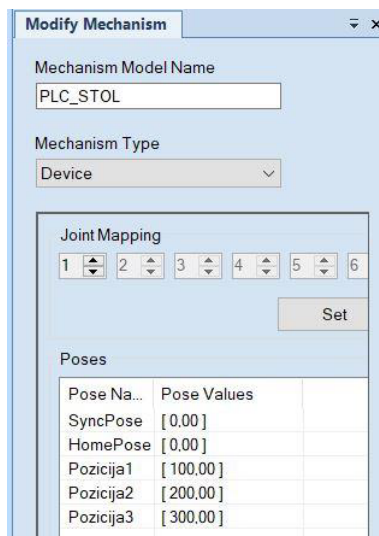 Modify Mechanism
Mechanism Model Name
PLC_STOL
Mechanism Type
Device
Joint Mapping
1 2 3 4 5 6
Set
Poses
Pose Na... Pose Values
SyncPose [ 0,00 ]
HomePose [ 0,00 ]
Pozicija1 [ 100,00 ]
Pozicija2 [ 200,00 ]
Pozicija3 [ 300,00 ]